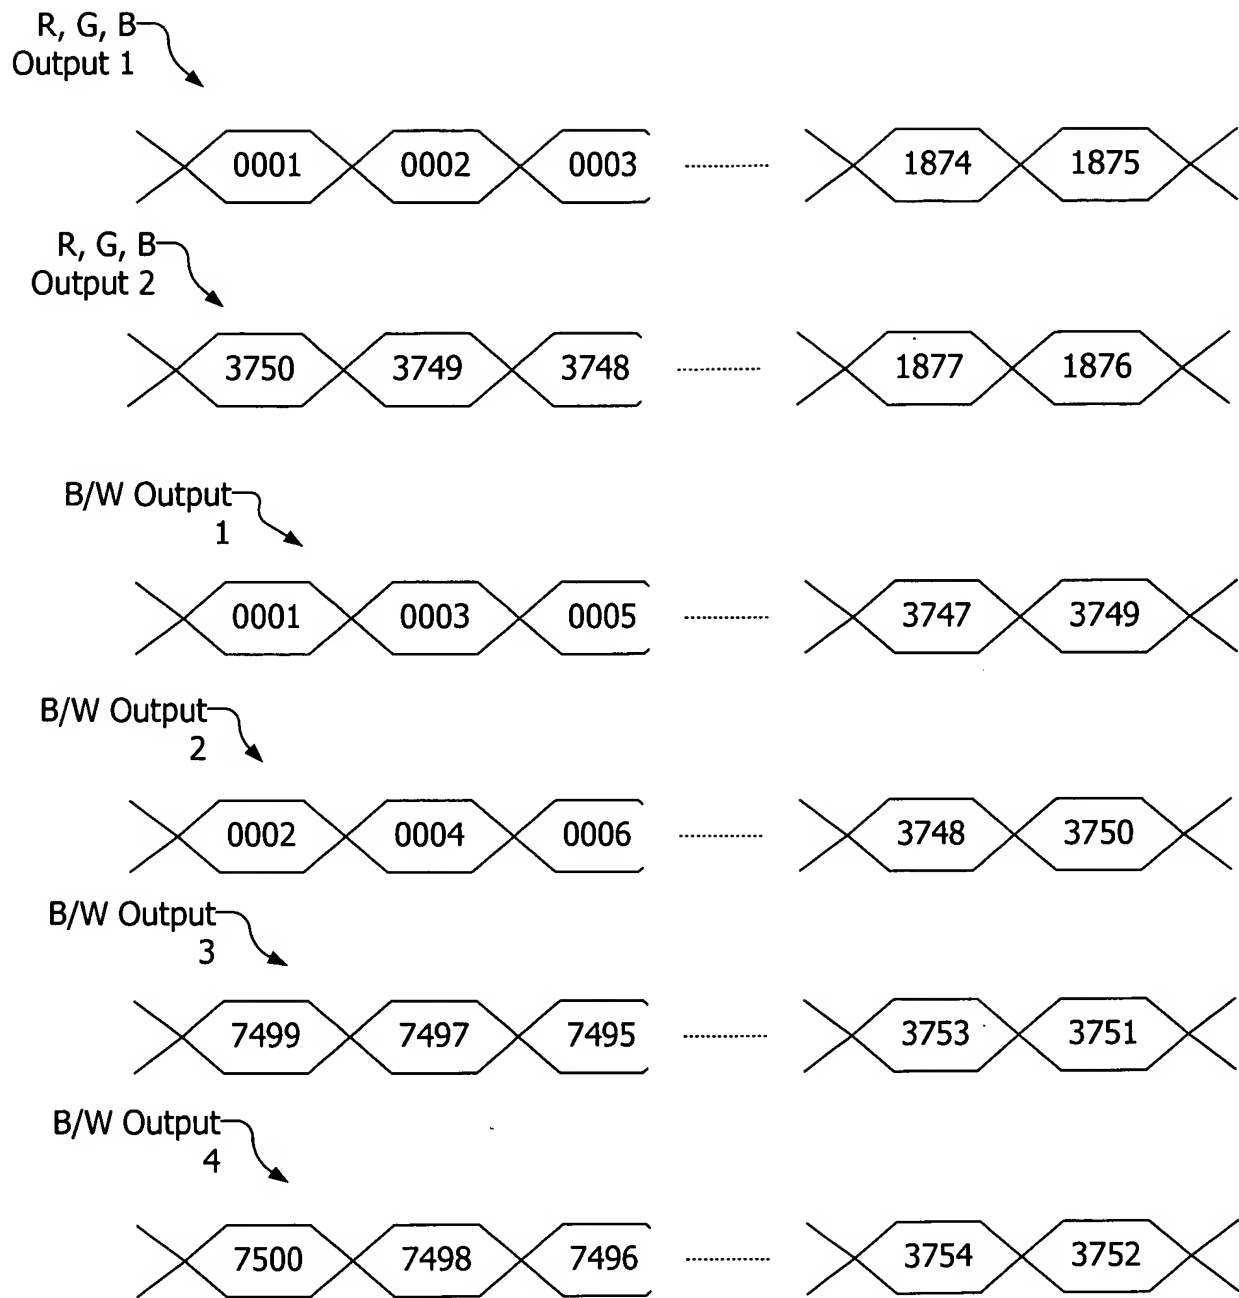 R, G, B
Output 1
0001 0002 0003 1874 1875
R, G, B
Output 2
3750 3749 3748 1877 1876
B/W Output
1
0001 0003 0005 3747 3749
B/W Output
2
0002 0004 0006 3748 3750
B/W Output
3
7499 7497 7495 3753 3751
B/W Output
4
7500 7498 7496 3754 3752